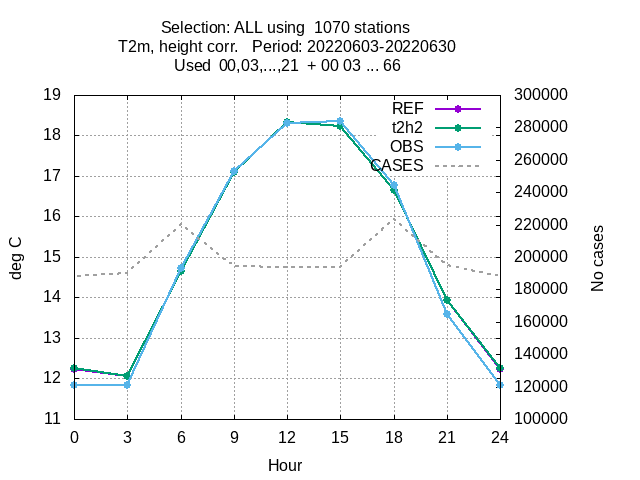 Selection: ALL using  1070 stations
T2m, height corr.   Period: 20220603-20220630
Used  00,03,...,21  + 00 03 ... 66
REF
t2h2
OBS
CASES
deg C
19
18
17
16
15
14
13
12
11
300000
280000
260000
240000
220000
200000
180000
160000
140000
120000
100000
No cases
0 3 6 9 12 15 18 21 24
Hour